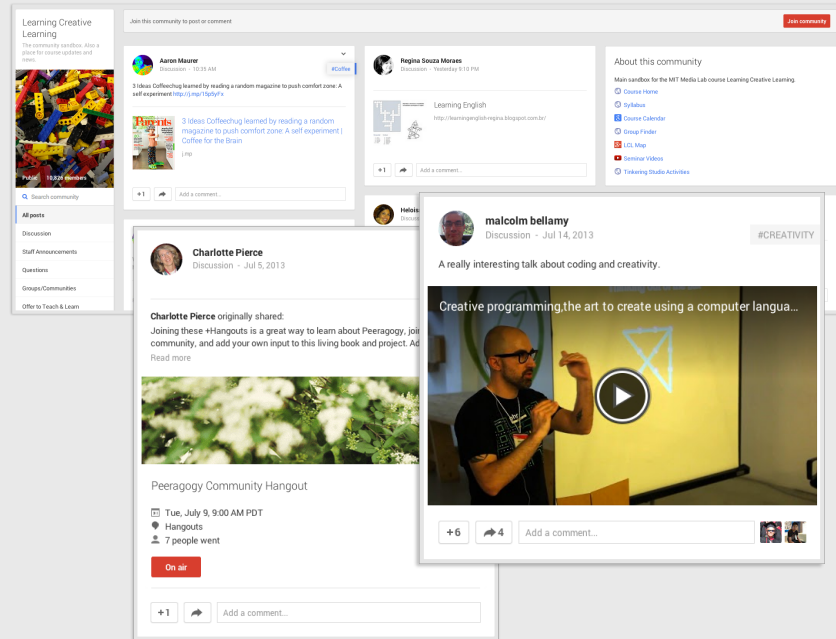 Learning Creative
Learning
The community sandbox. Also a
place for course updates and
news.
Public
10,826 members
Search community
All posts
Discussion
Staff Announcements
Questions
Groups/Communities
Offer to Teach & Learn
Join this community to post or comment
Join community
Aaron Maurer
Discussion - 10:35 AM
#Coffee
3 Ideas Coffeechug learned by reading a random magazine to push comfort zone: A
self experiment http://j.mp/15p5yFx
Parents
3 Ideas Coffeechug learned by reading a random
magazine to push comfort zone: A self experiment |
Coffee for the Brain
j.mp
+1
Add a comment...
Regina Souza Moraes
Discussion - Yesterday 9:10 PM
Learning English
http://learningenglish-regina.blogspot.com.br/
+1
Add a comment...
About this community
Main sandbox for the MIT Media Lab course Learning Creative Learning.
Course Home
Syllabus
Course Calendar
Group Finder
LCL Map
Seminar Videos
Tinkering Studio Activities
Charlotte Pierce
Discussion - Jul 5, 2013
Charlotte Pierce originally shared:
Joining these +Hangouts is a great way to learn about Peeragogy, joi
community, and add your own input to this living book and project. Ad
Read more
Peeragogy Community Hangout
Tue, July 9, 9:00 AM PDT
Hangouts
7 people went
On air
+1
Add a comment...
malcolm bellamy
Discussion - Jul 14, 2013
#CREATIVITY
A really interesting talk about coding and creativity.
Creative programming,the art to create using a computer langua...
+6
4
Add a comment...